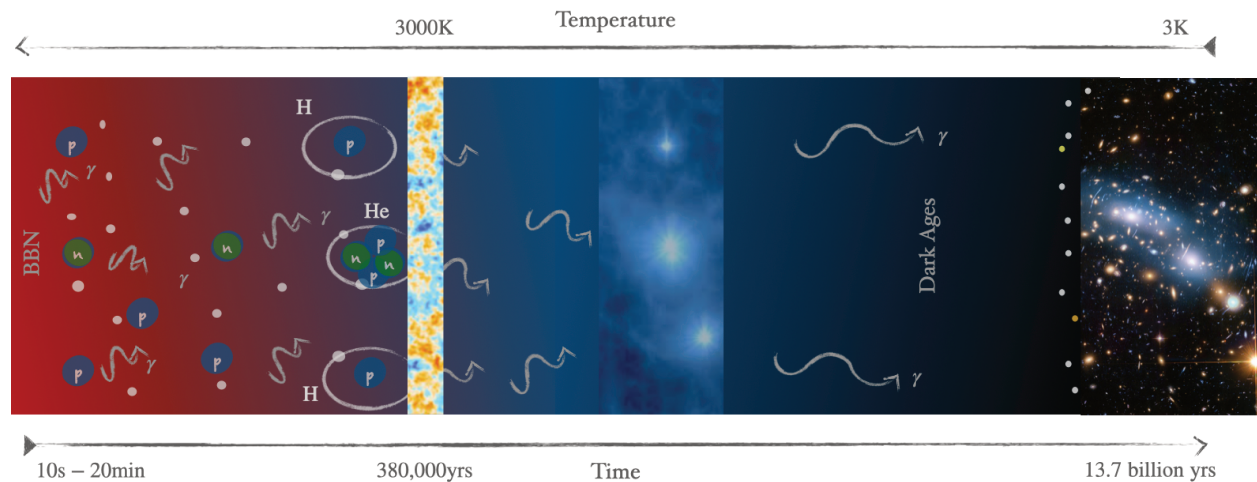 Temperature
3000K
3K
H
p
p
γ
γ
He
BBN
n
n
p
n
n
p
γ
Dark Ages
p
p
p
γ
H
p
γ
10s – 20min
380,000yrs
Time
13.7 billion yrs